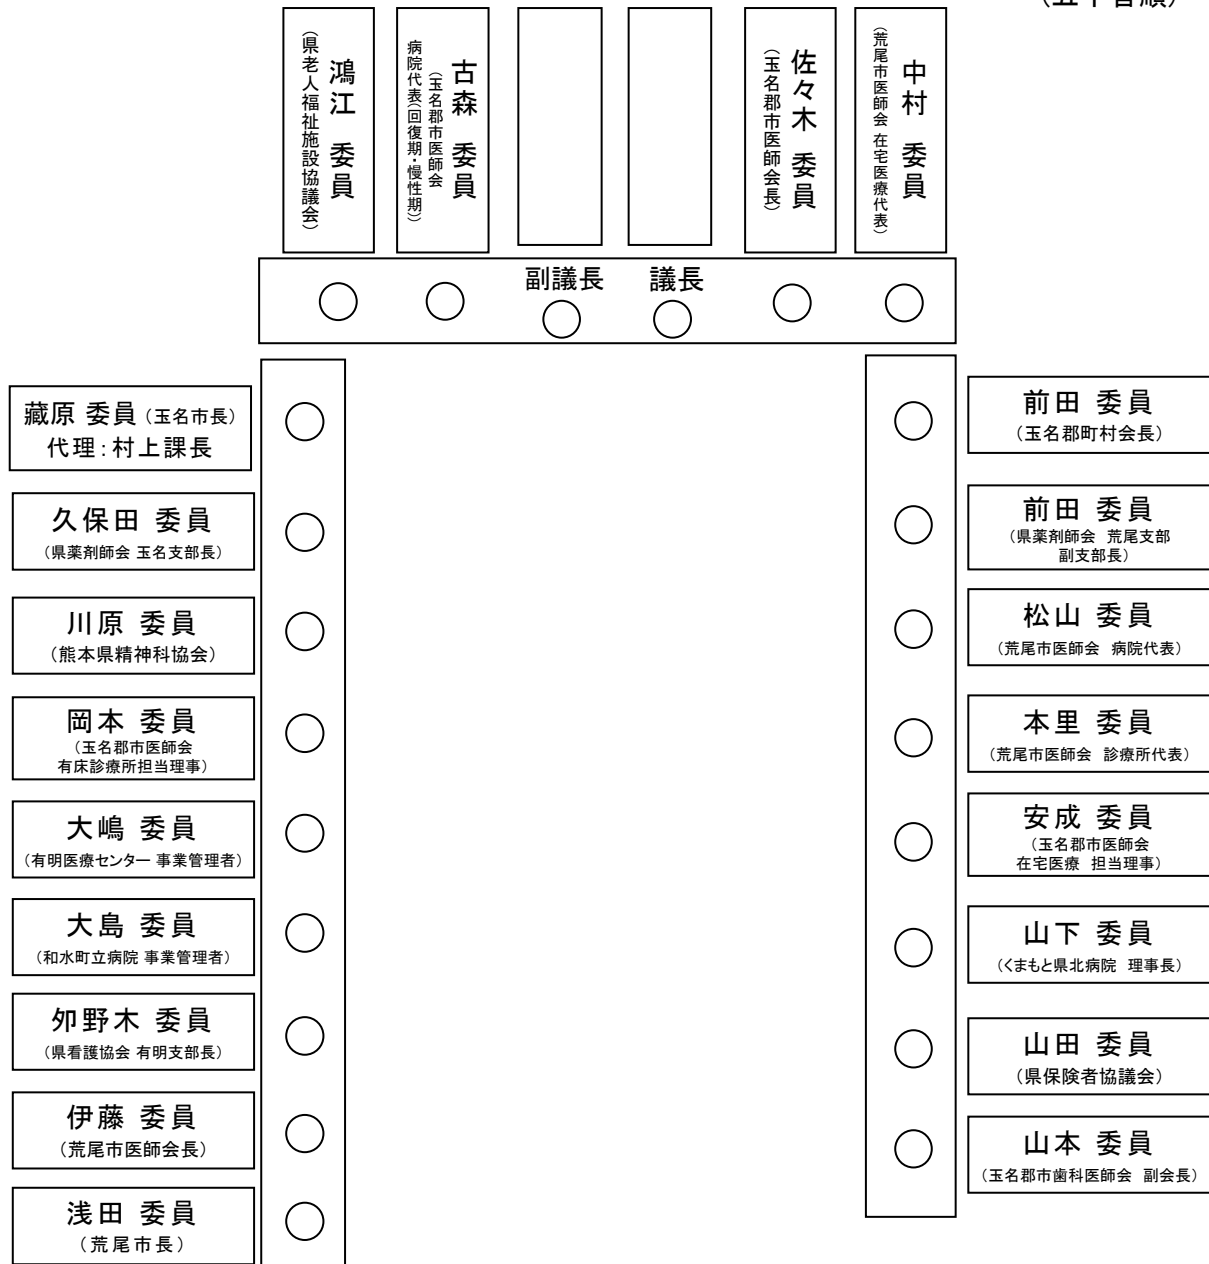 (五十音順)
鴻江 委員
(県老人福祉施設協議会)
古森 委員
(玉名郡市医師会
病院代表(回復期・慢性期))
佐々木 委員
(玉名郡市医師会長)
中村 委員
(荒尾市医師会 在宅医療代表)
副議長
議長
藏原 委員(玉名市長)
代理:村上課長
久保田 委員
(県薬剤師会 玉名支部長)
川原 委員
(熊本県精神科協会)
岡本 委員
(玉名郡市医師会
有床診療所担当理事)
大嶋 委員
(有明医療センター 事業管理者)
大島 委員
(和水町立病院 事業管理者)
夘野木 委員
(県看護協会 有明支部長)
伊藤 委員
(荒尾市医師会長)
浅田 委員
(荒尾市長)
前田 委員
(玉名郡町村会長)
前田 委員
(県薬剤師会 荒尾支部
副支部長)
松山 委員
(荒尾市医師会 病院代表)
本里 委員
(荒尾市医師会 診療所代表)
安成 委員
(玉名郡市医師会
在宅医療 担当理事)
山下 委員
(くまもと県北病院 理事長)
山田 委員
(県保険者協議会)
山本 委員
(玉名郡市歯科医師会 副会長)